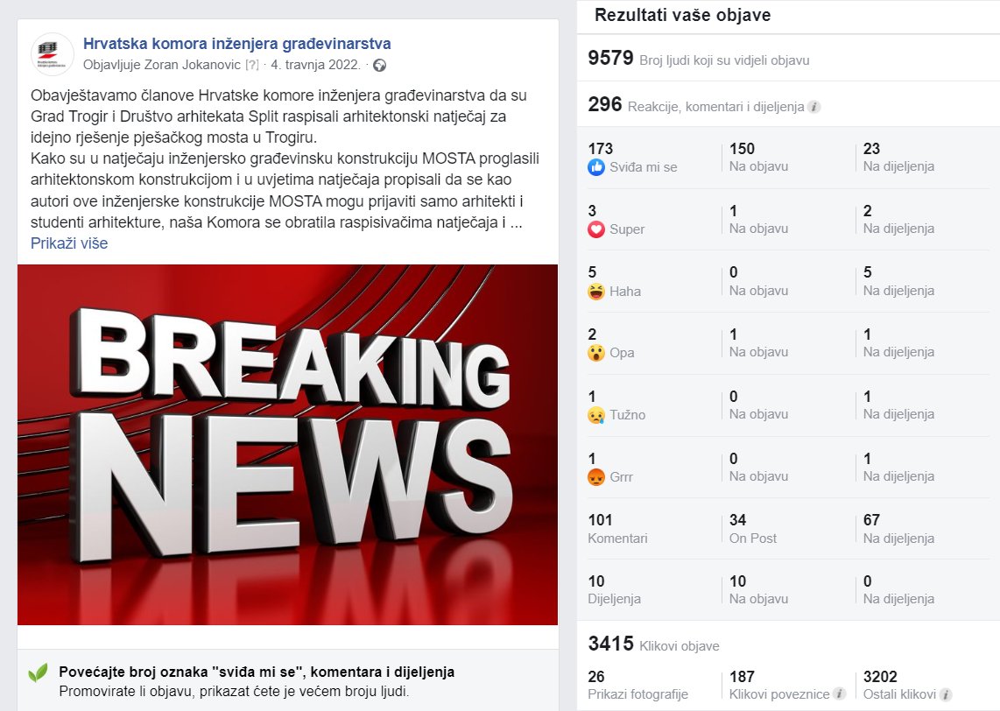 Hrvatska komora inženjera građevinarstva
Objavljuje Zoran Jokanovic [?] · 4. travnja 2022. ·
Obavještavamo članove Hrvatske komore inženjera građevinarstva da su
Grad Trogir i Društvo arhitekata Split raspisali arhitektonski natječaj za
idejno rješenje pješačkog mosta u Trogiru.
Kako su u natječaju inženjersko građevinsku konstrukciju MOSTA proglasili
arhitektonskom konstrukcijom i u uvjetima natječaja propisali da se kao
autori ove inženjerske konstrukcije MOSTA mogu prijaviti samo arhitekti i
studenti arhitekture, naša Komora se obratila raspisivačima natječaja i ...
Prikaži više
BREAKING
NEWS
Povećajte broj oznaka "sviđa mi se", komentara i dijeljenja
Promovirate li objavu, prikazat ćete je većem broju ljudi.
Rezultati vaše objave
9579 Broj ljudi koji su vidjeli objavu
296 Reakcije, komentari i dijeljenja
173 150 23
Sviđa mi se Na objavu Na dijeljenja
3 1 2
Super Na objavu Na dijeljenja
5 0 5
Haha Na objavu Na dijeljenja
2 1 1
Opa Na objavu Na dijeljenja
1 0 1
Tužno Na objavu Na dijeljenja
1 0 1
Grrr Na objavu Na dijeljenja
101 34 67
Komentari On Post Na dijeljenja
10 10 0
Dijeljenja Na objavu Na dijeljenja
3415 Klikovi objave
26 187 3202
Prikazi fotografije Klikovi poveznice Ostali klikovi